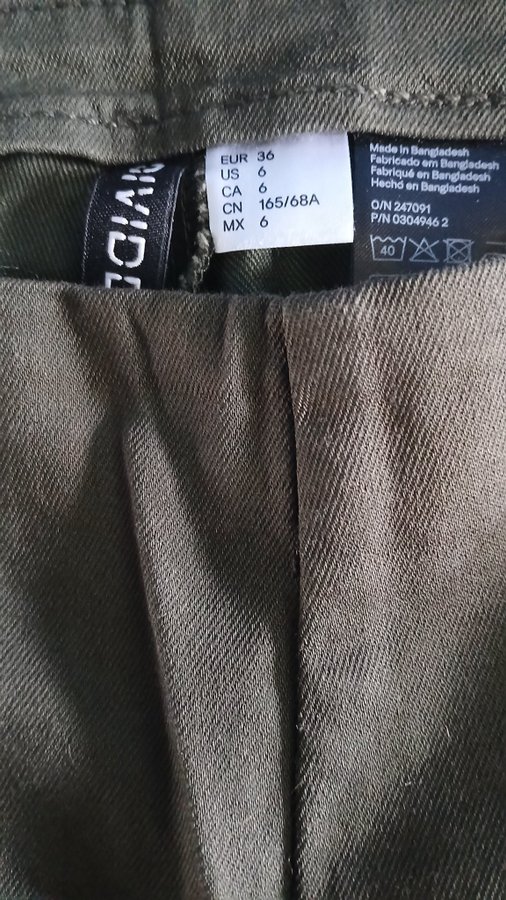 EUR 36
US 6
CA 6
CN 165/68A
MX 6
Made in Bangladesh
Fabricado em Bangladesh
Fabriqué en Bangladesh
Hecho en Bangladesh
O/N 247091
P/N 0304946 2
40